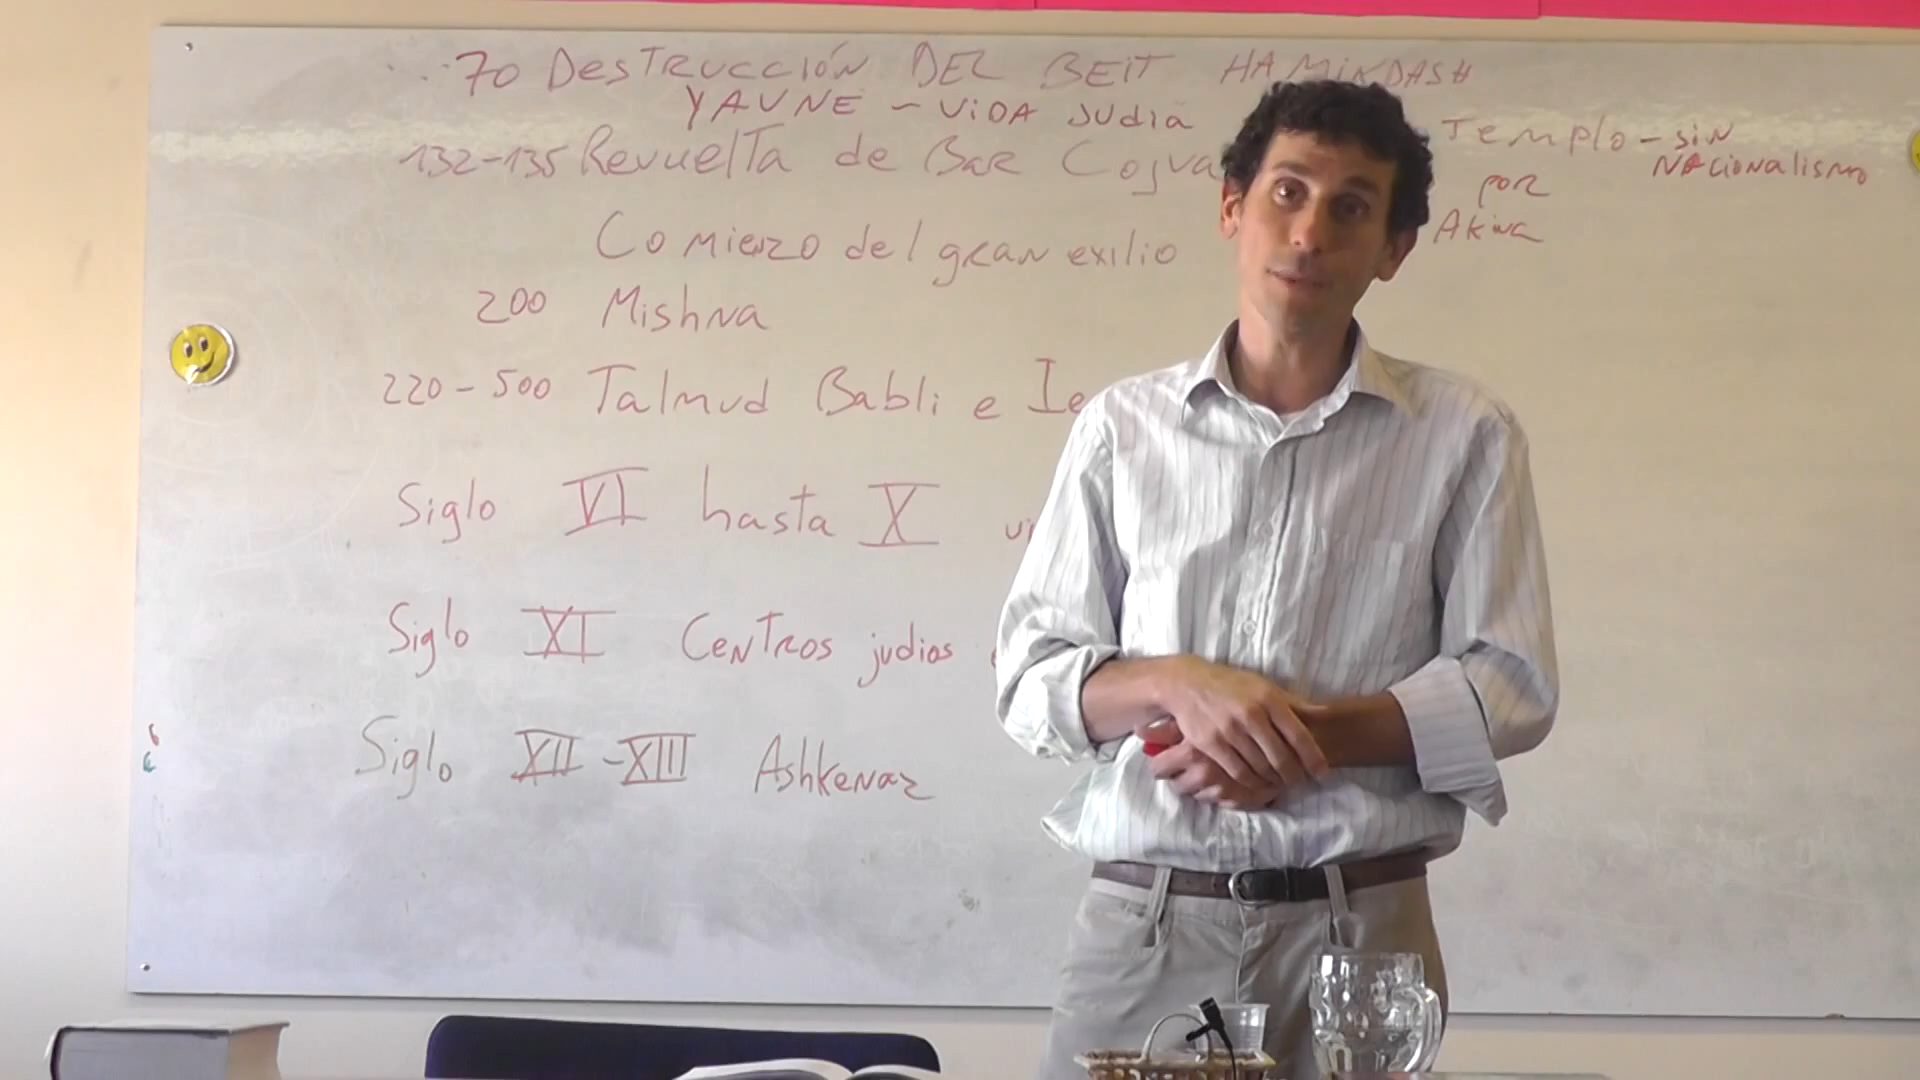 70 DESTRUCCIÓN DEL BEIT HAMIKDASH
YAVNE - VIDA JUDIA Templo - sin NACIONALISMO
132-135 Revuelta de Bar Cojva por Akiva
Comienzo del gran exilio
200 Mishna
220-500 Talmud Babli e Ie
Siglo VI hasta X
Siglo XI Centros judios
Siglo XII-XIII Ashkenaz